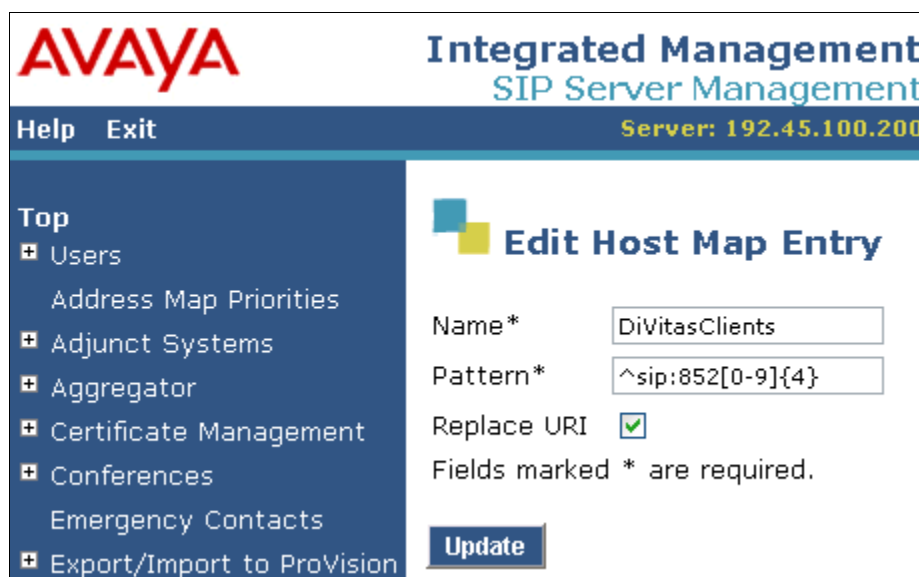 AVAYA
Integrated Management
SIP Server Management
Help Exit
Server: 192.45.100.200
Top
Users
Address Map Priorities
Adjunct Systems
Aggregator
Certificate Management
Conferences
Emergency Contacts
Export/Import to ProVision
Edit Host Map Entry
Name* DiVitasClients
Pattern* ^sip:852[0-9]{4}
Replace URI
Fields marked * are required.
Update